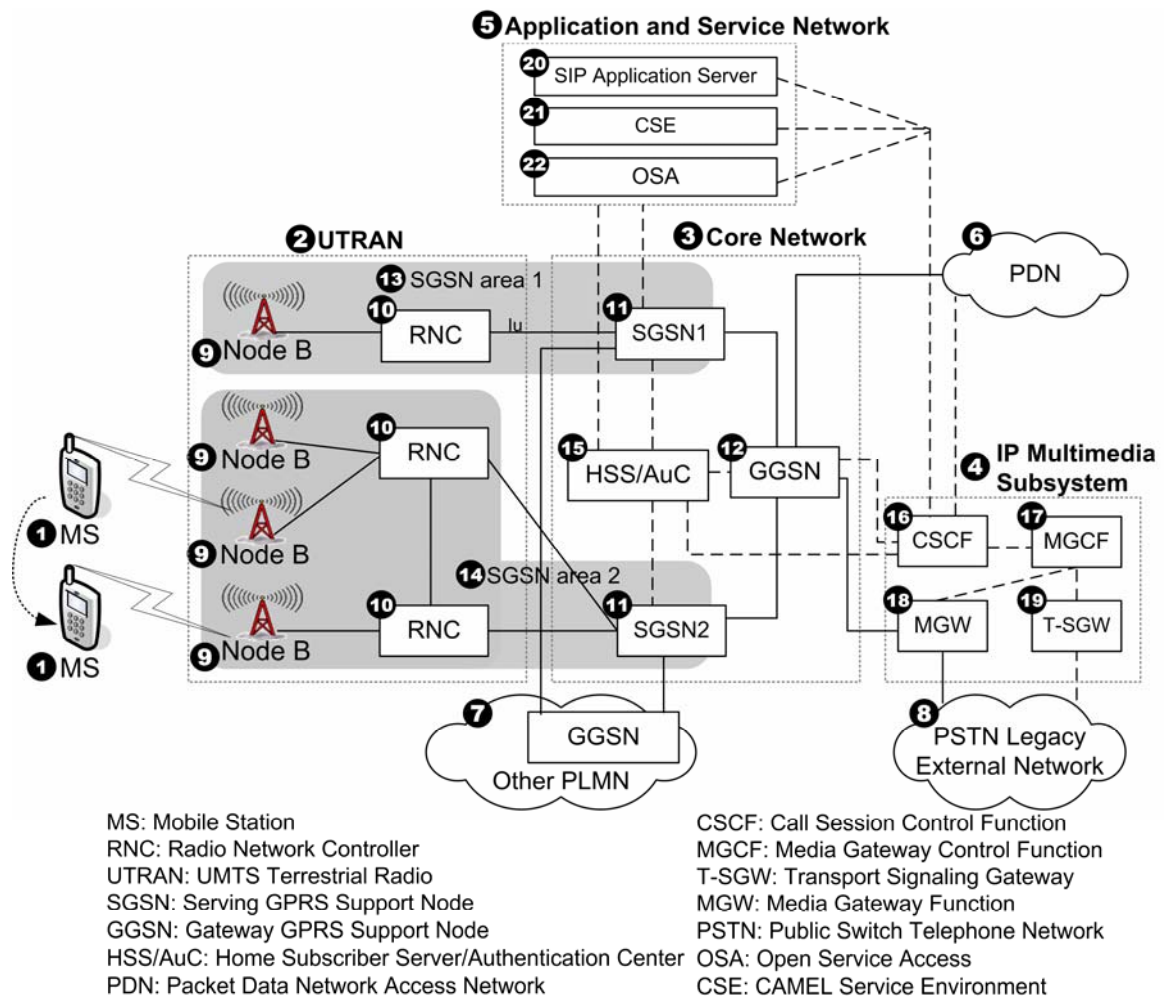 5 Application and Service Network
20 SIP Application Server
21 CSE
22 OSA
2 UTRAN
3 Core Network
6 PDN
13 SGSN area 1
9 Node B
10 RNC
Iu
11 SGSN1
9 Node B
10 RNC
15 HSS/AuC
12 GGSN
4 IP Multimedia Subsystem
1 MS
9 Node B
16 CSCF
17 MGCF
14 SGSN area 2
1 MS
9 Node B
10 RNC
11 SGSN2
18 MGW
19 T-SGW
7 GGSN
Other PLMN
8 PSTN Legacy
External Network
MS: Mobile Station
RNC: Radio Network Controller
UTRAN: UMTS Terrestrial Radio
SGSN: Serving GPRS Support Node
GGSN: Gateway GPRS Support Node
HSS/AuC: Home Subscriber Server/Authentication Center
PDN: Packet Data Network Access Network
CSCF: Call Session Control Function
MGCF: Media Gateway Control Function
T-SGW: Transport Signaling Gateway
MGW: Media Gateway Function
PSTN: Public Switch Telephone Network
OSA: Open Service Access
CSE: CAMEL Service Environment